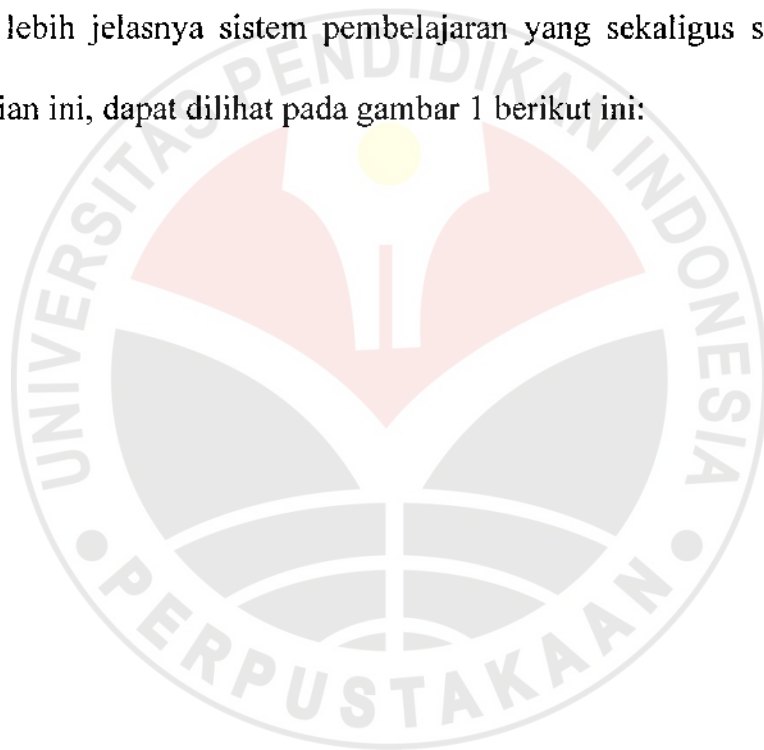 lebih jelasnya sistem pembelajaran yang sekaligus s
ian ini, dapat dilihat pada gambar 1 berikut ini:
UNIVERSITAS PENDIDIKAN INDONESIA
PERPUSTAKAAN